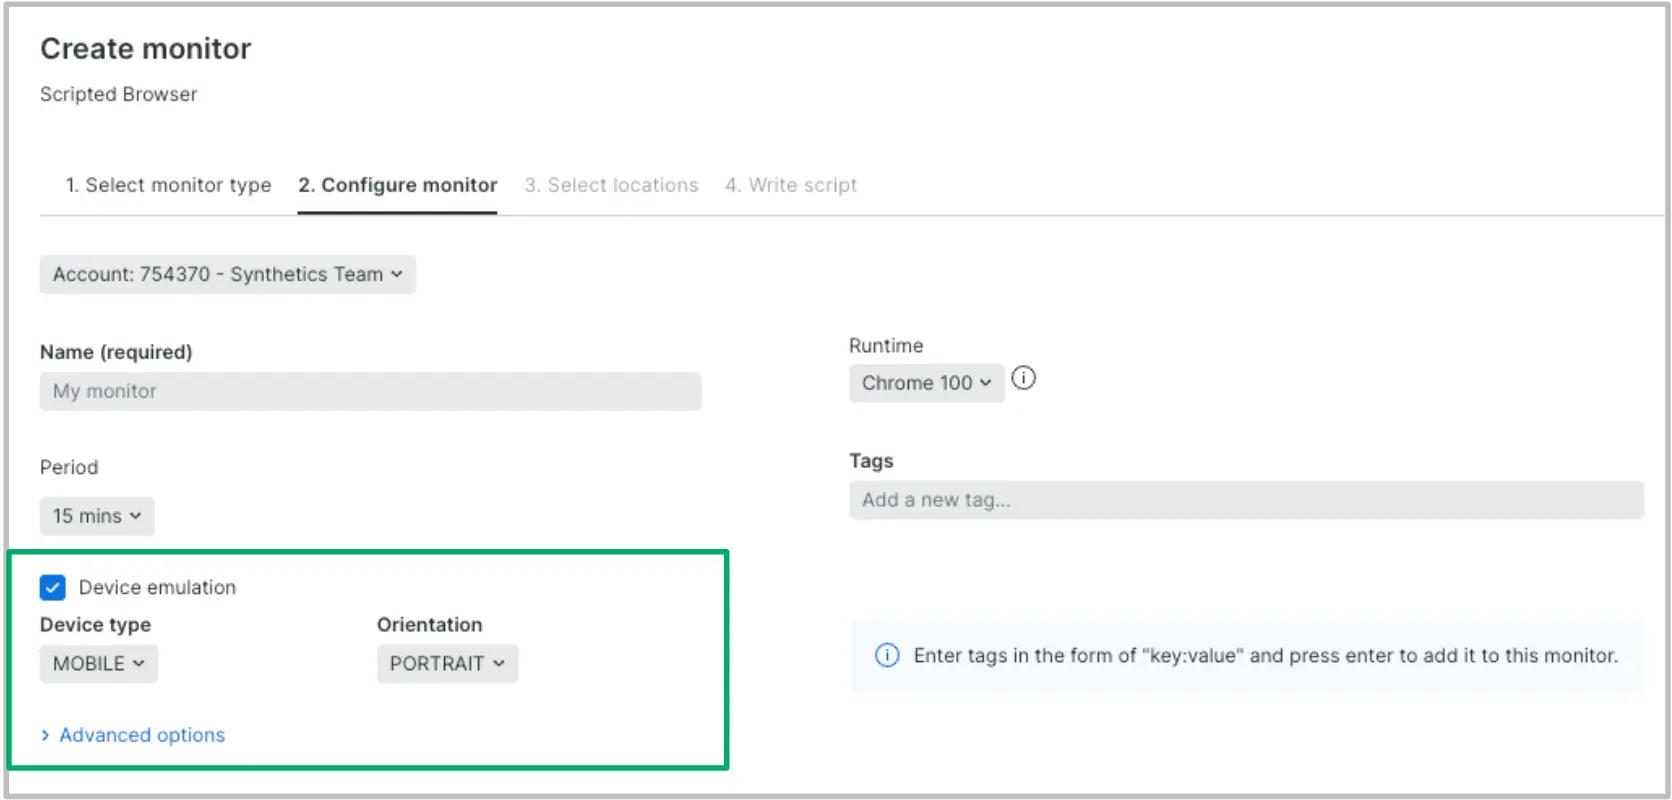 Create monitor
Scripted Browser
1. Select monitor type 2. Configure monitor 3. Select locations 4. Write script
Account: 754370 - Synthetics Team
Name (required)
My monitor
Runtime
Chrome 100
Period
15 mins
Tags
Add a new tag...
Device emulation
Device type
MOBILE
Orientation
PORTRAIT
Enter tags in the form of "key:value" and press enter to add it to this monitor.
Advanced options